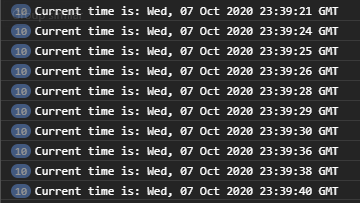 10 Current time is: Wed, 07 Oct 2020 23:39:21 GMT
10 Current time is: Wed, 07 Oct 2020 23:39:24 GMT
10 Current time is: Wed, 07 Oct 2020 23:39:25 GMT
10 Current time is: Wed, 07 Oct 2020 23:39:26 GMT
10 Current time is: Wed, 07 Oct 2020 23:39:28 GMT
10 Current time is: Wed, 07 Oct 2020 23:39:29 GMT
10 Current time is: Wed, 07 Oct 2020 23:39:30 GMT
10 Current time is: Wed, 07 Oct 2020 23:39:36 GMT
10 Current time is: Wed, 07 Oct 2020 23:39:38 GMT
10 Current time is: Wed, 07 Oct 2020 23:39:40 GMT